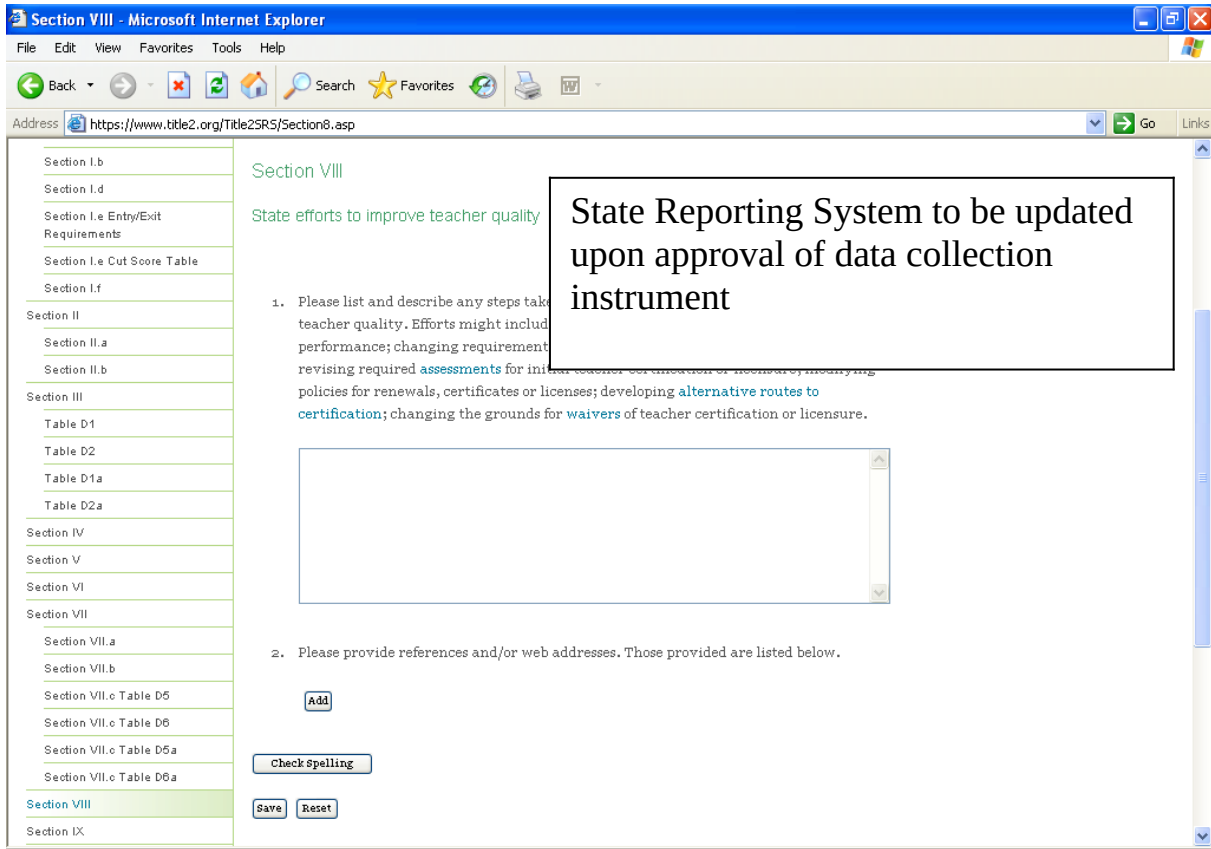 Section VIII - Microsoft Internet Explorer
File Edit View Favorites Tools Help
Back Search Favorites
Address https://www.title2.org/Title2SRS/Section8.asp Go Links
Section I.b
Section I.d
Section I.e Entry/Exit
Requirements
Section I.e Cut Score Table
Section I.f
Section II
Section II.a
Section II.b
Section III
Table D1
Table D2
Table D1a
Table D2a
Section IV
Section V
Section VI
Section VII
Section VII.a
Section VII.b
Section VII.c Table D5
Section VII.c Table D6
Section VII.c Table D5a
Section VII.c Table D6a
Section VIII
Section IX
Section VIII
State efforts to improve teacher quality
State Reporting System to be updated
upon approval of data collection
instrument
1. Please list and describe any steps
teacher quality. Efforts might
performance; changing
revising required assessments for
policies for renewals, certificates or licenses; developing alternative routes to
certification; changing the grounds for waivers of teacher certification or licensure.
2. Please provide references and/or web addresses. Those provided are listed below.
Add
Check Spelling
Save Reset